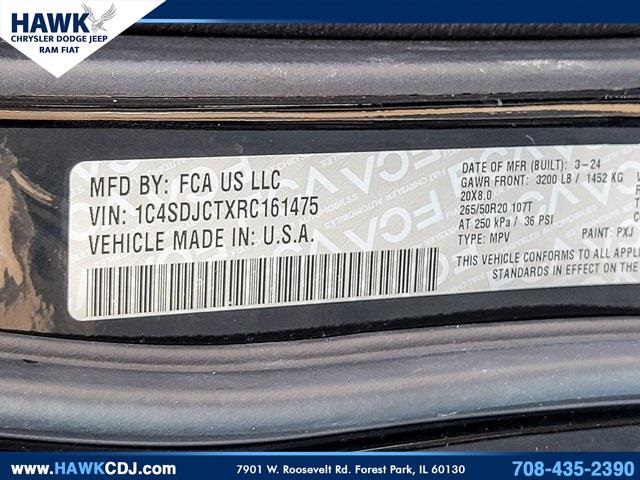 HAWK
CHRYSLER DODGE JEEP
RAM FIAT
MFD BY: FCA US LLC
VIN: 1C4SDJCTXRC161475
VEHICLE MADE IN: U.S.A.
DATE OF MFR (BUILT): 3-24
GAWR FRONT: 3200 LB / 1452 KG
20X8.0
265/50R20 107T
AT 250 kPa / 36 PSI
TYPE: MPV PAINT: PXJ
THIS VEHICLE CONFORMS TO ALL APPL
STANDARDS IN EFFECT ON THE
www.HAWKCDJ.com
7901 W. Roosevelt Rd. Forest Park, IL 60130
708-435-2390